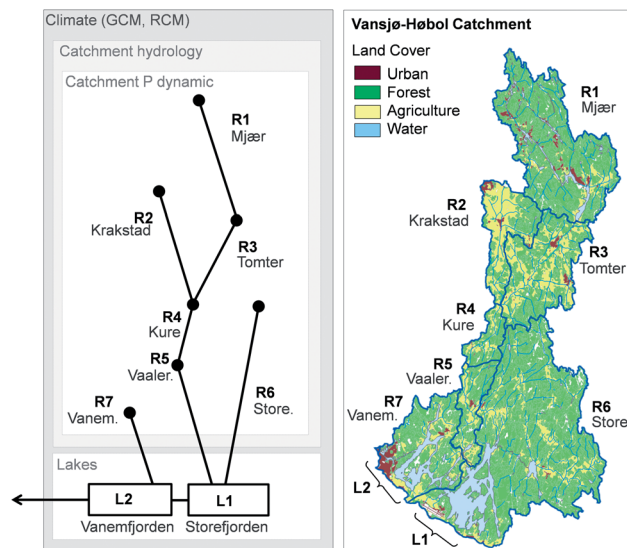 Climate (GCM, RCM)
Catchment hydrology
Catchment P dynamic
R1
Mjær
R2
Krakstad
R3
Tomter
R4
Kure
R5
Vaaler.
R6
Store.
R7
Vanem.
Lakes
L2
L1
Vanemfjorden
Storefjorden
Vansjø-Høbol Catchment
Land Cover
Urban
Forest
Agriculture
Water
R1
Mjær
R2
Krakstad
R3
Tomter
R4
Kure
R5
Vaaler.
R7
Vanem.
R6
Store.
L2
L1